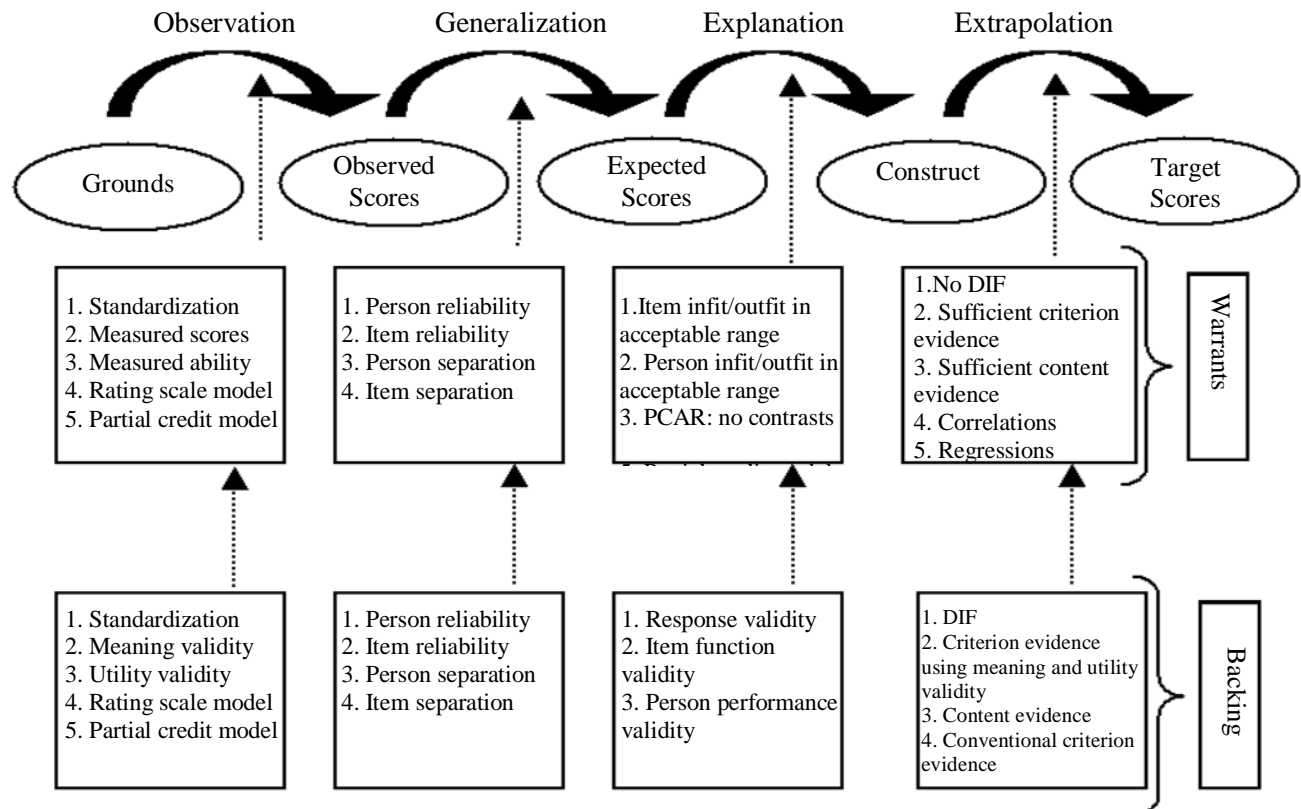 Observation
Generalization
Explanation
Extrapolation
Grounds
Observed
Scores
Expected
Scores
Construct
Target
Scores
1. Standardization
2. Measured scores
3. Measured ability
4. Rating scale model
5. Partial credit model
1. Person reliability
2. Item reliability
3. Person separation
4. Item separation
1.Item infit/outfit in
acceptable range
2. Person infit/outfit in
acceptable range
3. PCAR: no contrasts
1.No DIF
2. Sufficient criterion
evidence
3. Sufficient content
evidence
4. Correlations
5. Regressions
Warrants
1. Standardization
2. Meaning validity
3. Utility validity
4. Rating scale model
5. Partial credit model
1. Person reliability
2. Item reliability
3. Person separation
4. Item separation
1. Response validity
2. Item function
validity
3. Person performance
validity
1. DIF
2. Criterion evidence
using meaning and utility
validity
3. Content evidence
4. Conventional criterion
evidence
Backing